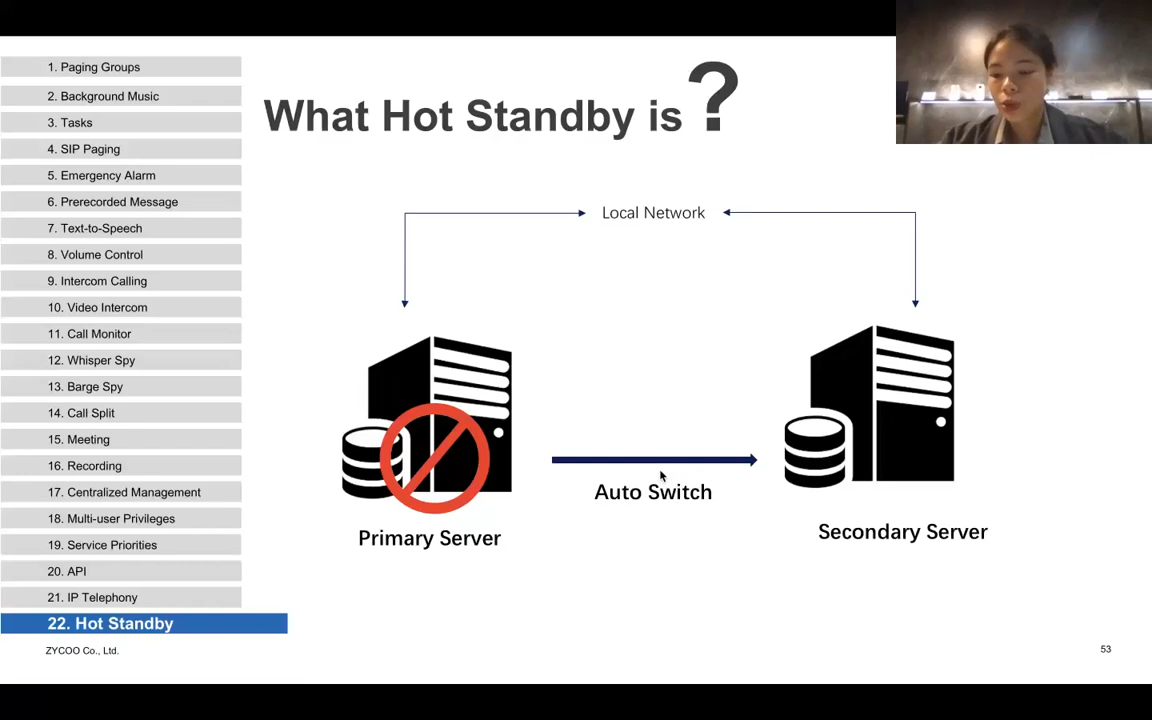 1. Paging Groups
2. Background Music
3. Tasks
4. SIP Paging
5. Emergency Alarm
6. Prerecorded Message
7. Text-to-Speech
8. Volume Control
9. Intercom Calling
10. Video Intercom
11. Call Monitor
12. Whisper Spy
13. Barge Spy
14. Call Split
15. Meeting
16. Recording
17. Centralized Management
18. Multi-user Privileges
19. Service Priorities
20. API
21. IP Telephony
22. Hot Standby
ZYCOO Co., Ltd.
What Hot Standby is?
Local Network
Auto Switch
Primary Server
Secondary Server
53